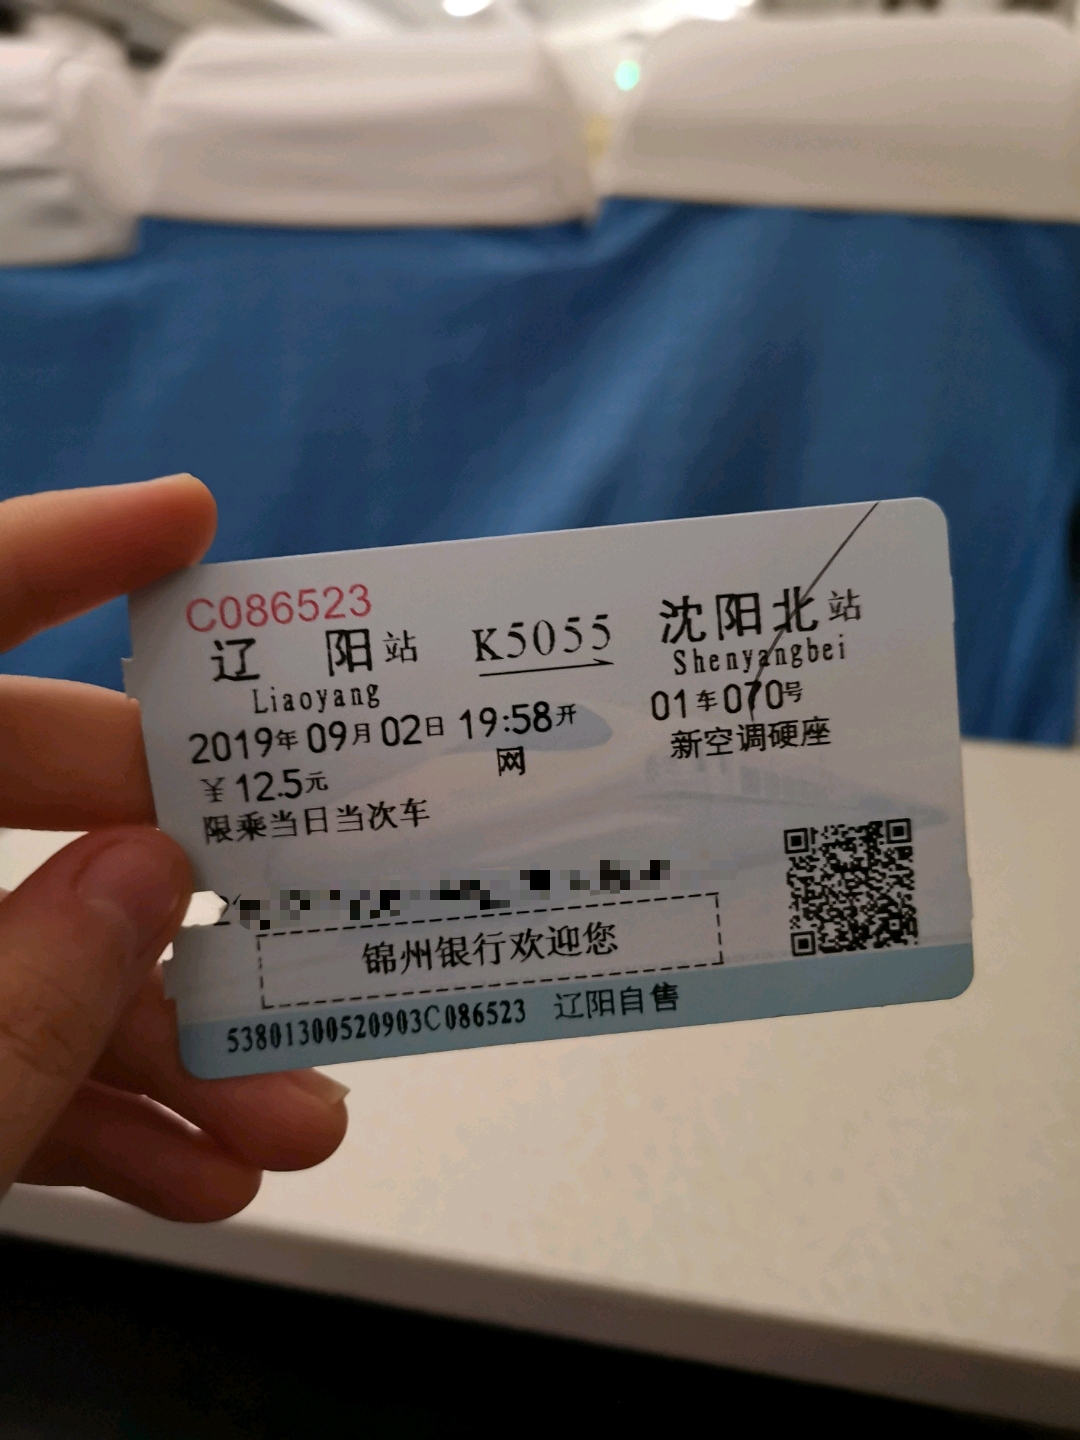 C086523
辽阳站 K5055 沈阳北站
Liaoyang Shenyangbei
2019年09月02日 19:58开 01车070号
¥12.5元 网 新空调硬座
限乘当日当次车
锦州银行欢迎您
53801300520903C086523 辽阳自售